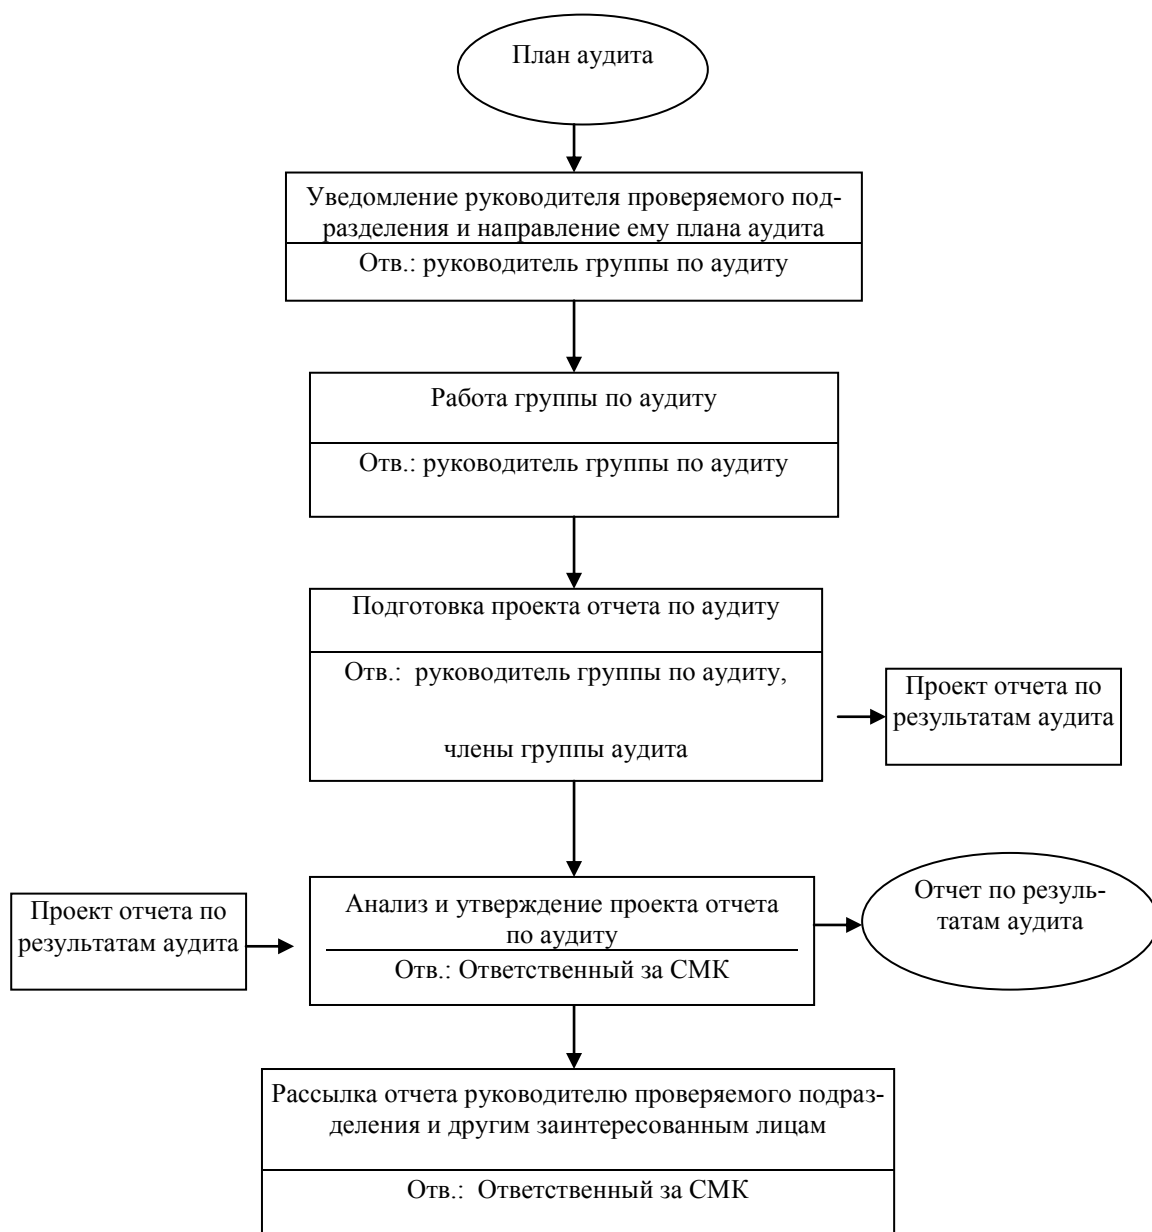 План аудита
Уведомление руководителя проверяемого под-
разделения и направление ему плана аудита
Отв.: руководитель группы по аудиту
Работа группы по аудиту
Отв.: руководитель группы по аудиту
Подготовка проекта отчета по аудиту
Отв.:  руководитель группы по аудиту,
члены группы аудита
Проект отчета по
результатам аудита
Проект отчета по
результатам аудита
Анализ и утверждение проекта отчета
по аудиту
Отв.: Ответственный за СМК
Отчет по резуль-
татам аудита
Рассылка отчета руководителю проверяемого подраз-
деления и другим заинтересованным лицам
Отв.:  Ответственный за СМК